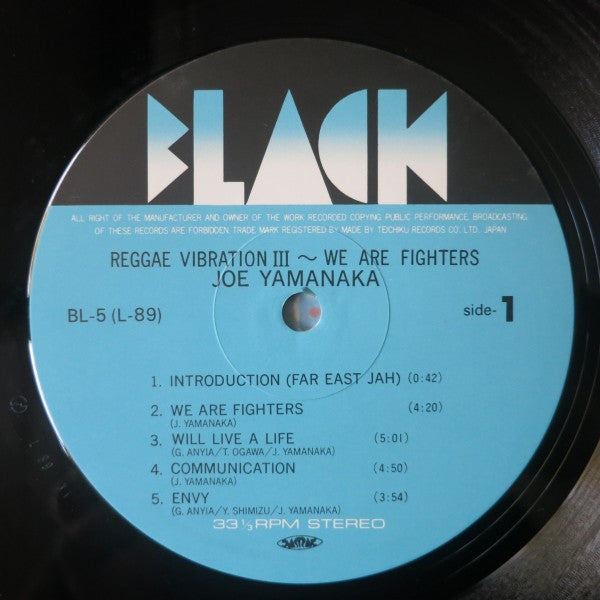 BLACK
ALL RIGHT OF THE MANUFACTURER AND OWNER OF THE WORK RECORDED COPYING. PUBLIC PERFORMANCE. BROADCASTING
OF THESE RECORDS ARE FORBIDDEN. TRADE MARK REGISTERED BY MADE BY TEICHIKU RECORDS CO. LTD. JAPAN
REGGAE VIBRATION III ~ WE ARE FIGHTERS
JOE YAMANAKA
BL-5 (L-89)
side-1
1. INTRODUCTION (FAR EAST JAH) (0:42)
2. WE ARE FIGHTERS (4:20)
(J. YAMANAKA)
3. WILL LIVE A LIFE (5:01)
(G. ANYIA/T. OGAWA/J. YAMANAKA)
4. COMMUNICATION (4:50)
(J. YAMANAKA)
5. ENVY (3:54)
(G. ANYIA/Y. SHIMIZU/J. YAMANAKA)
33 1/3 RPM STEREO